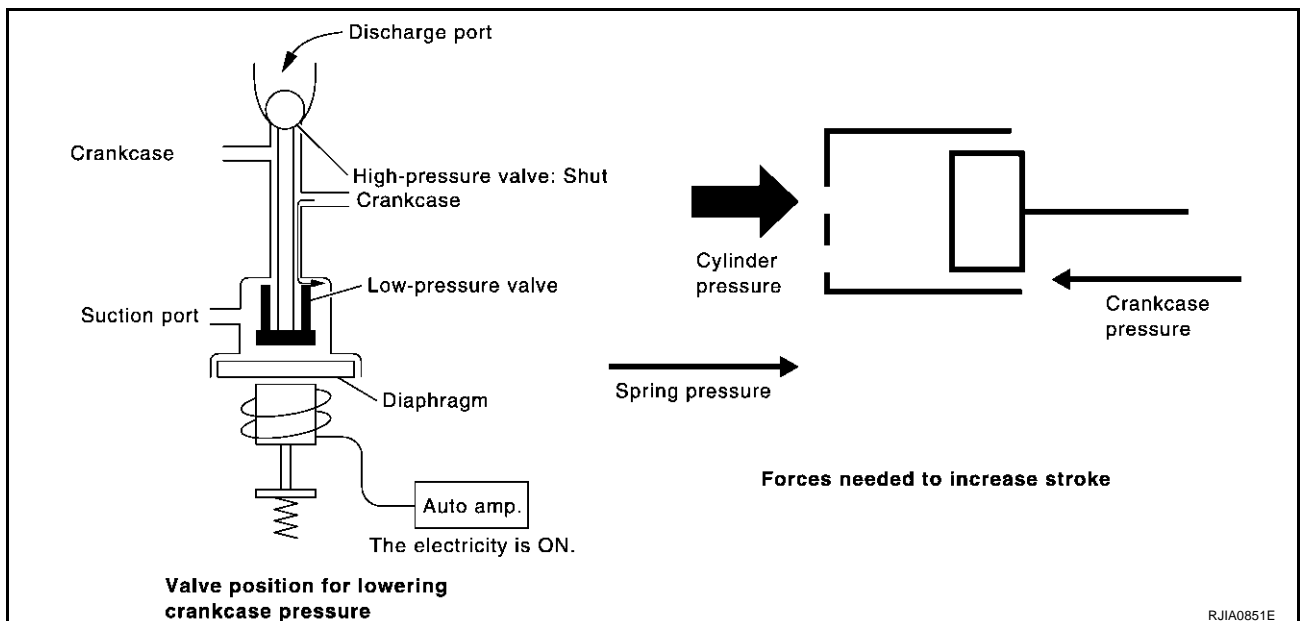 Discharge port
Crankcase
High-pressure valve: Shut
Crankcase
Low-pressure valve
Suction port
Diaphragm
Auto amp.
The electricity is ON.
Valve position for lowering
crankcase pressure
Cylinder
pressure
Crankcase
pressure
Spring pressure
Forces needed to increase stroke
RJIA0851E